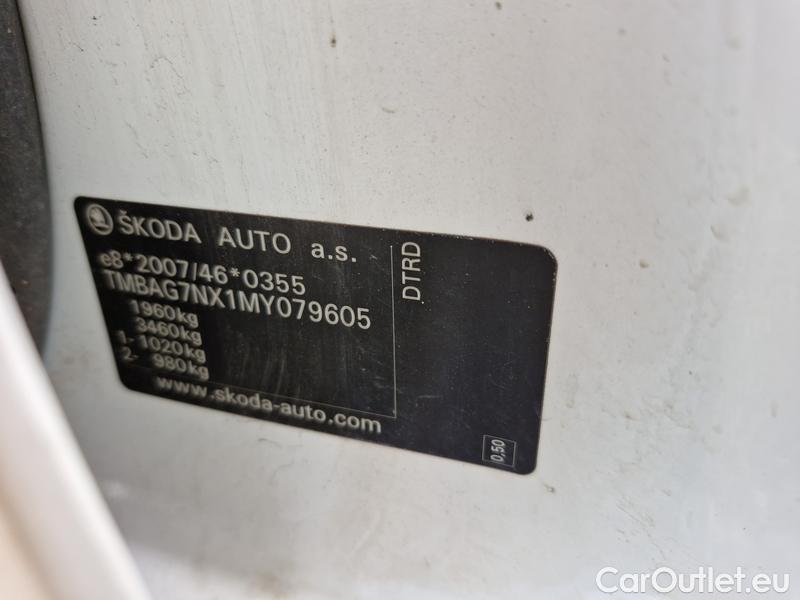 ŠKODA AUTO a.s.
e8*2007/46*0355
TMBAG7NX1MY079605
1960kg
3460kg
1- 1020kg
2- 980kg
www.skoda-auto.com
DTRD
0,50
CarOutlet.eu